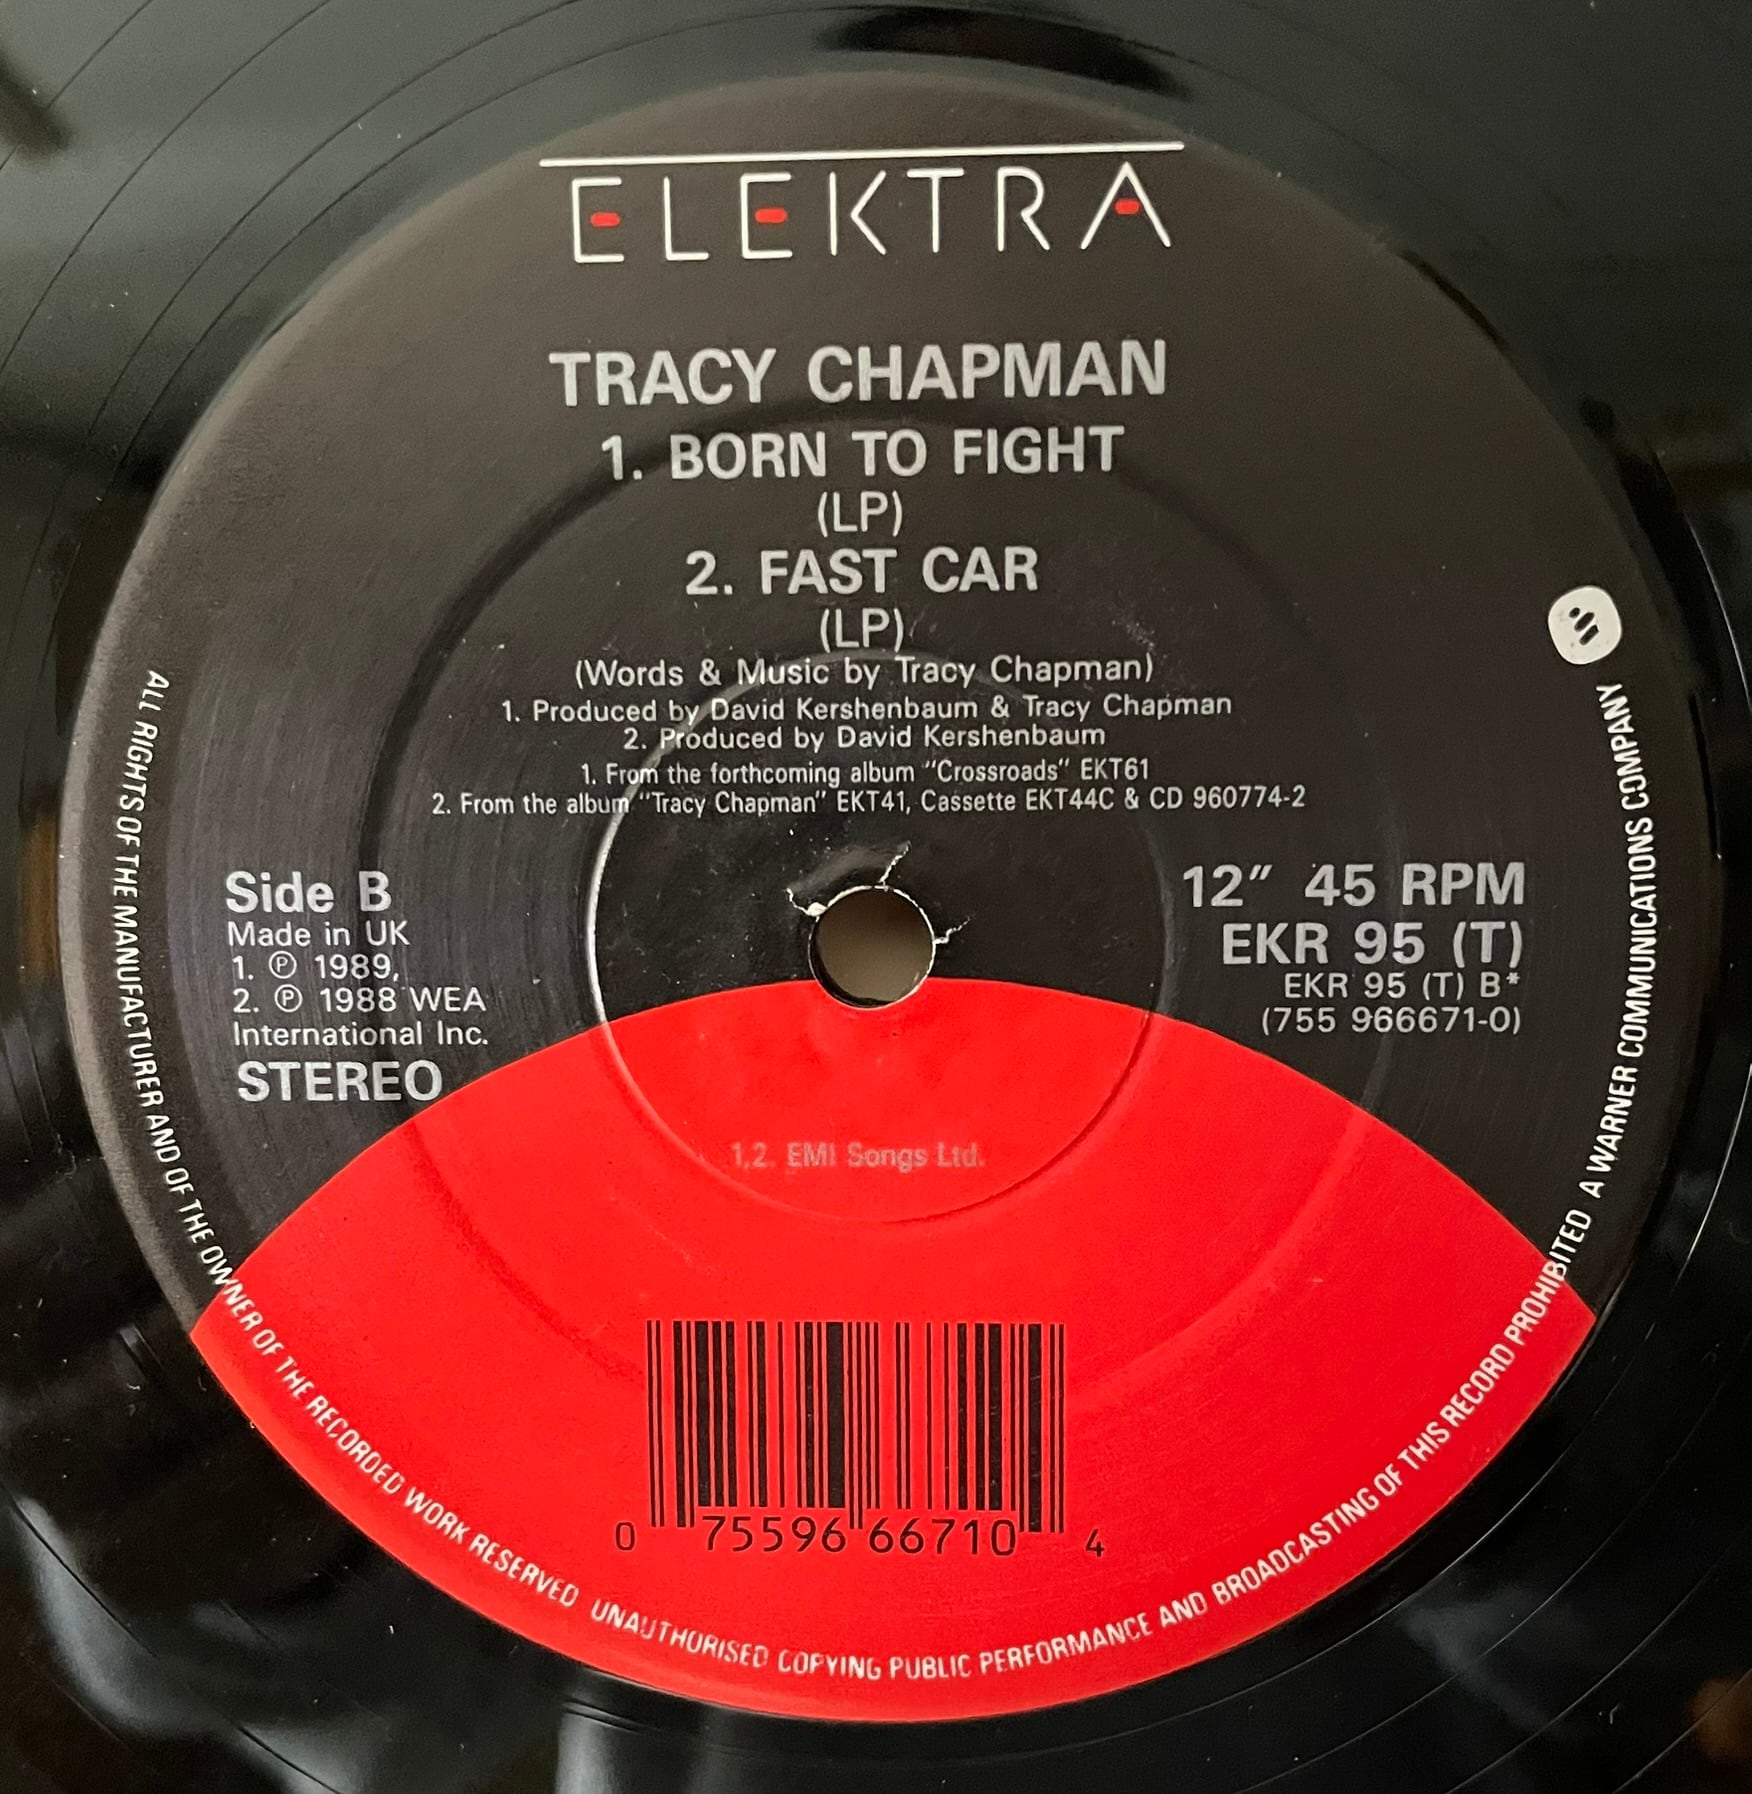 ELEKTRA
TRACY CHAPMAN
1. BORN TO FIGHT
(LP)
2. FAST CAR
(LP)
(Words & Music by Tracy Chapman)
1. Produced by David Kershenbaum & Tracy Chapman
2. Produced by David Kershenbaum
1. From the forthcoming album "Crossroads" EKT61
2. From the album "Tracy Chapman" EKT41, Cassette EKT44C & CD 960774-2
Side B
Made in UK
1. ℗ 1989,
2. ℗ 1988 WEA
International Inc.
STEREO
12" 45 RPM
EKR 95 (T)
EKR 95 (T) B*
(755 966671-0)
1,2. EMI Songs Ltd.
0 75596 66710 4
ALL RIGHTS OF THE MANUFACTURER AND OF THE OWNER OF THE RECORDED WORK RESERVED UNAUTHORISED COPYING PUBLIC PERFORMANCE AND BROADCASTING OF THIS RECORD PROHIBITED A WARNER COMMUNICATIONS COMPANY